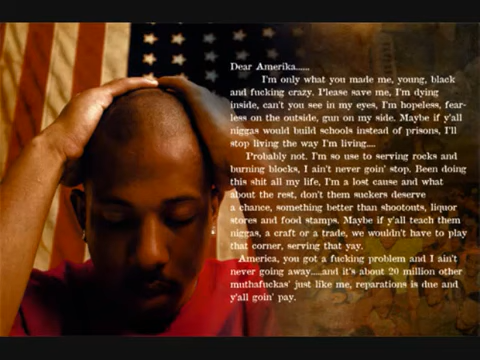 Dear Amerika......
I'm only what you made me, young, black
and fucking crazy. Please save me, I'm dying
inside, can't you see in my eyes, I'm hopeless, fear-
less on the outside, gun on my side. Maybe if y'all
niggas would build schools instead of prisons, I'll
stop living the way I'm living....
Probably not. I'm so use to serving rocks and
burning blocks, I ain't never goin' stop. Been doing
this shit all my life, I'm a lost cause and what
about the rest, don't them suckers deserve
a chance, something better than shootouts, liquor
stores and food stamps. Maybe if y'all teach them
niggas, a craft or a trade, we wouldn't have to play
that corner, serving that yay.
America, you got a fucking problem and I ain't
never going away.....and it's about 20 million other
muthafuckas' just like me, reparations is due and
y'all goin' pay.